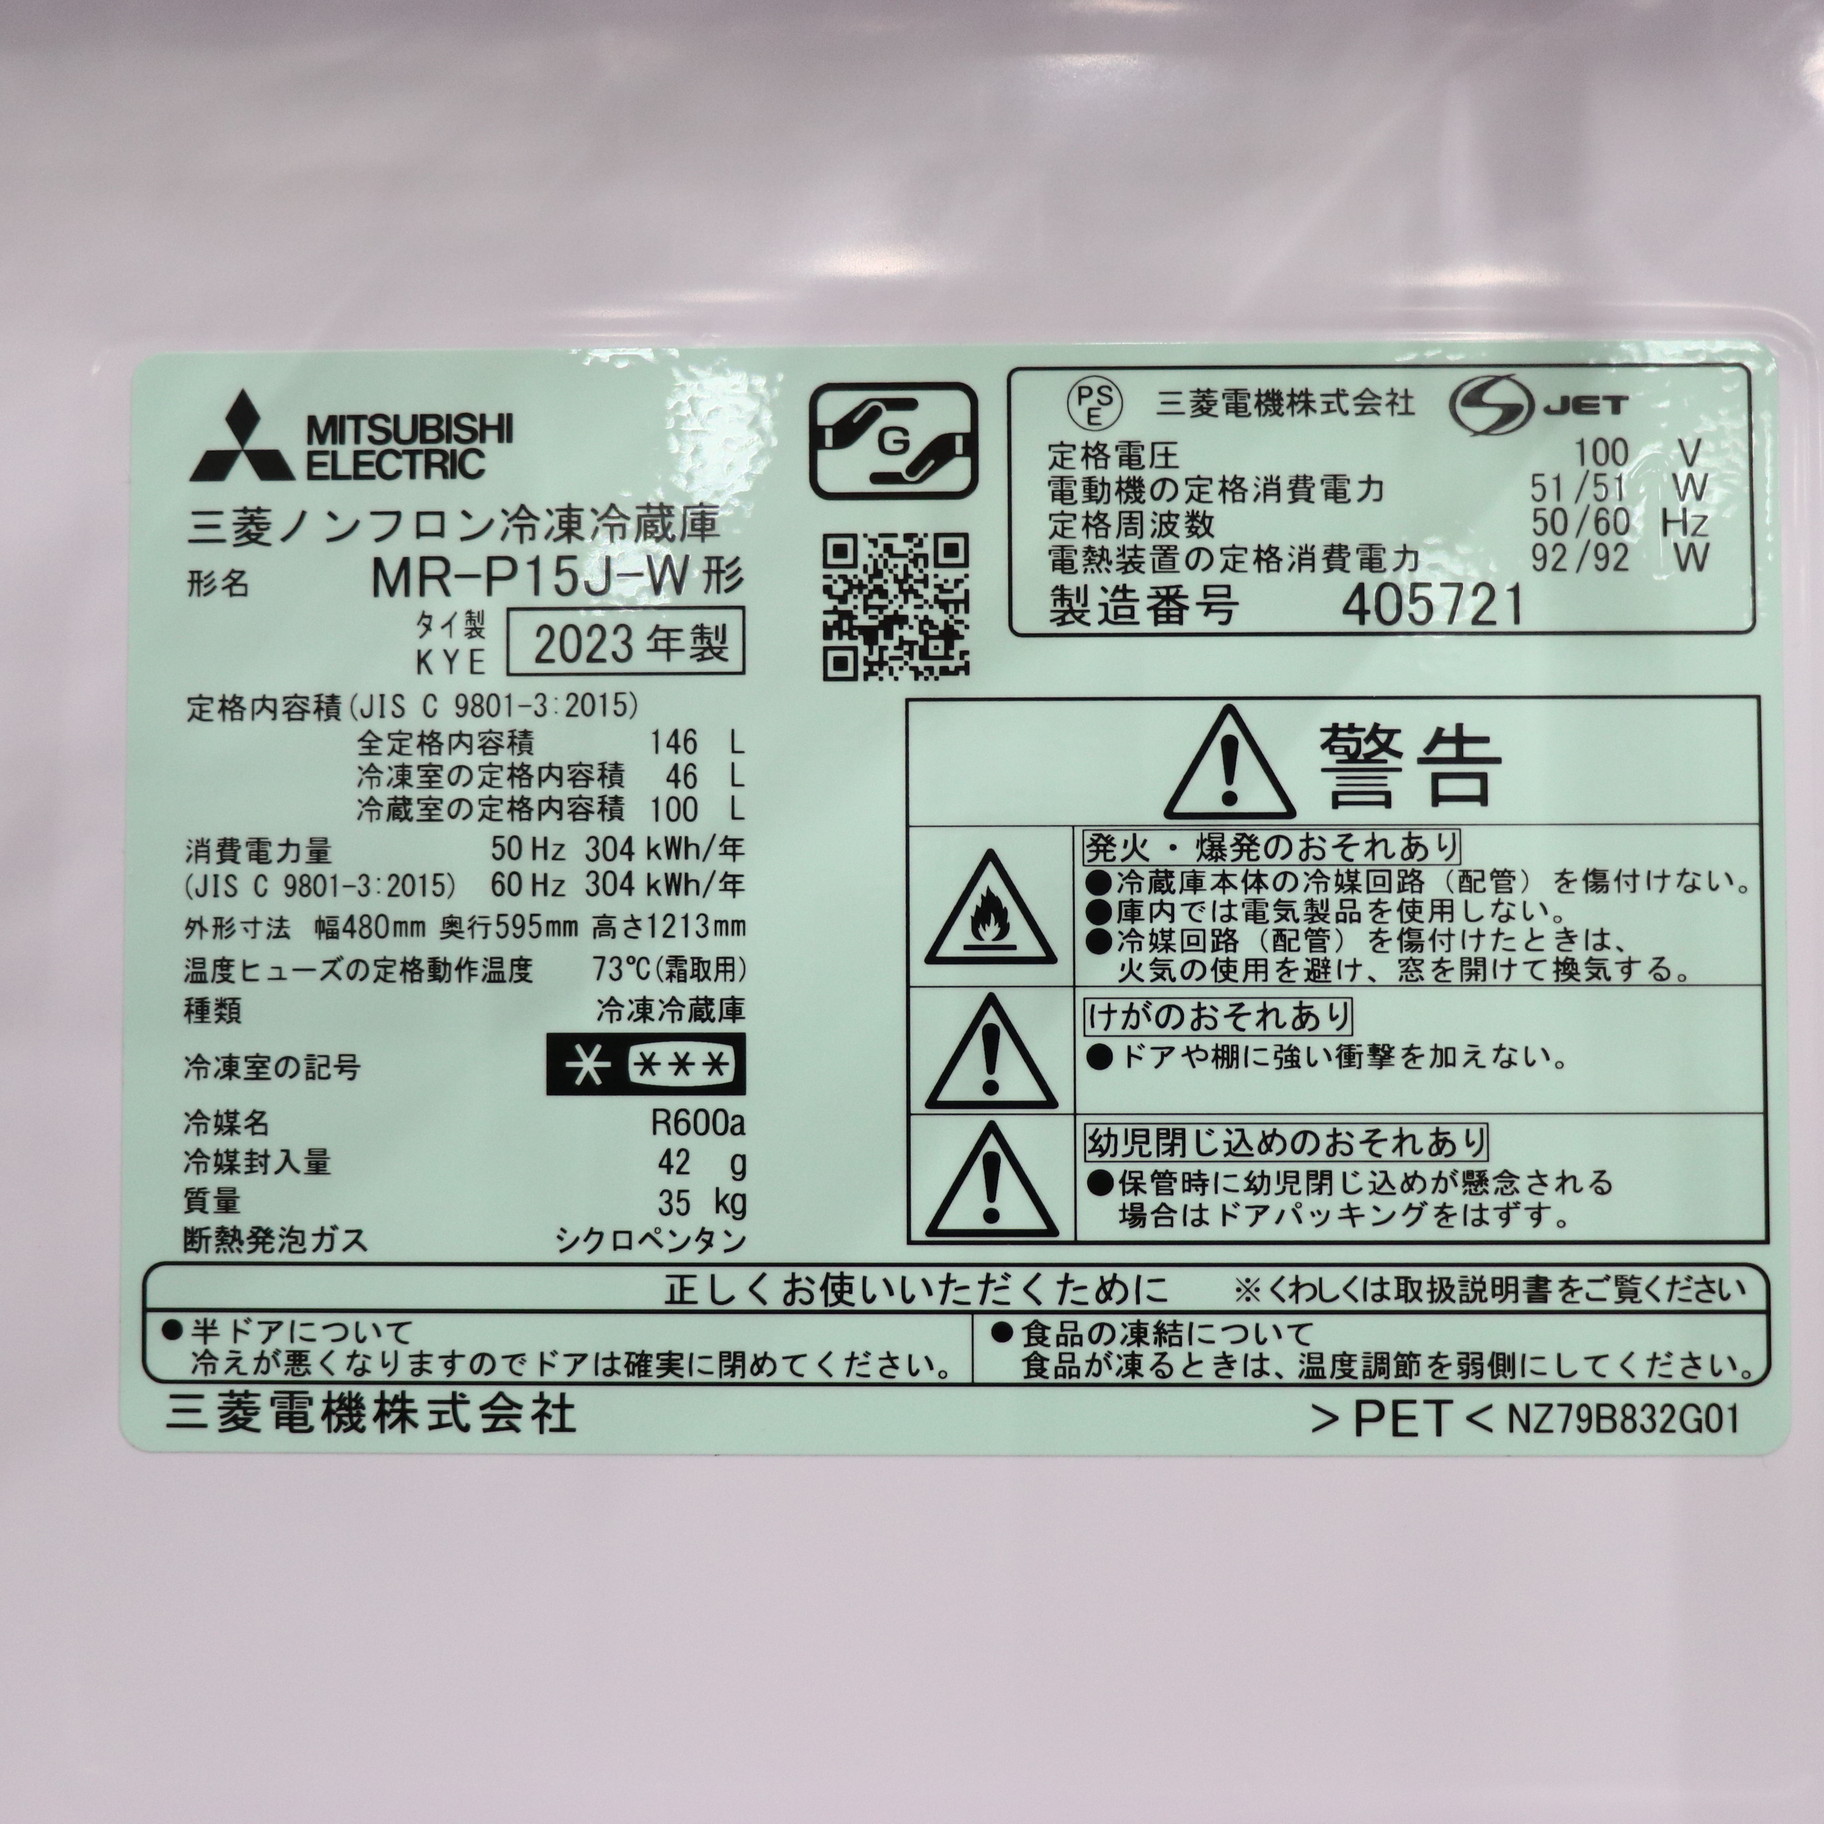 MITSUBISHI
ELECTRIC
三菱ノンフロン冷凍冷蔵庫
形名 MR-P15J-W形
タイ製
KYE
2023年製
定格内容積(JIS C 9801-3:2015)
全定格内容積 146 L
冷凍室の定格内容積 46 L
冷蔵室の定格内容積 100 L
消費電力量 50Hz 304kWh/年
(JIS C 9801-3:2015) 60Hz 304kWh/年
外形寸法 幅480mm 奥行595mm 高さ1213mm
温度ヒューズの定格動作温度 73℃(霜取用)
種類 冷凍冷蔵庫
冷凍室の記号 * ***
冷媒名 R600a
冷媒封入量 42 g
質量 35 kg
断熱発泡ガス シクロペンタン
G
PS
E
三菱電機株式会社 JET
定格電圧 100 V
電動機の定格消費電力 51/51 W
定格周波数 50/60 Hz
電熱装置の定格消費電力 92/92 W
製造番号 405721
警告
発火・爆発のおそれあり
●冷蔵庫本体の冷媒回路(配管)を傷付けない。
●庫内では電気製品を使用しない。
●冷媒回路(配管)を傷付けたときは、
火気の使用を避け、窓を開けて換気する。
けがのおそれあり
●ドアや棚に強い衝撃を加えない。
幼児閉じ込めのおそれあり
●保管時に幼児閉じ込めが懸念される
場合はドアパッキングをはずす。
正しくお使いいただくために ※くわしくは取扱説明書をご覧ください
●半ドアについて
冷えが悪くなりますのでドアは確実に閉めてください。
●食品の凍結について
食品が凍るときは、温度調節を弱側にしてください。
三菱電機株式会社
>PET< NZ79B832G01